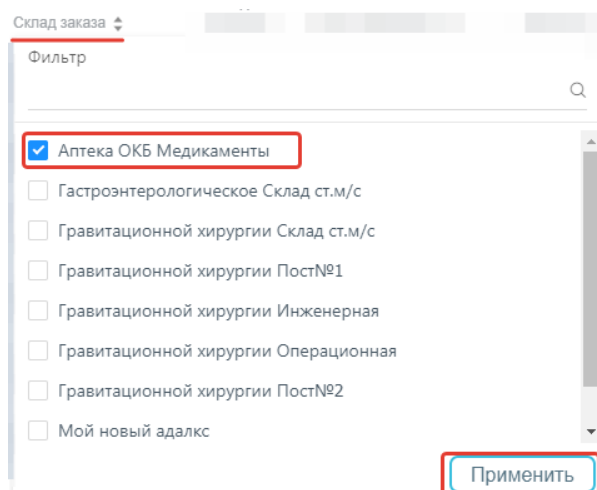 Склад заказа
Фильтр
Аптека ОКБ Медикаменты
Гастроэнтерологическое Склад ст.м/с
Гравитационной хирургии Склад ст.м/с
Гравитационной хирургии Пост№1
Гравитационной хирургии Инженерная
Гравитационной хирургии Операционная
Гравитационной хирургии Пост№2
Мой новый адалкс
Применить